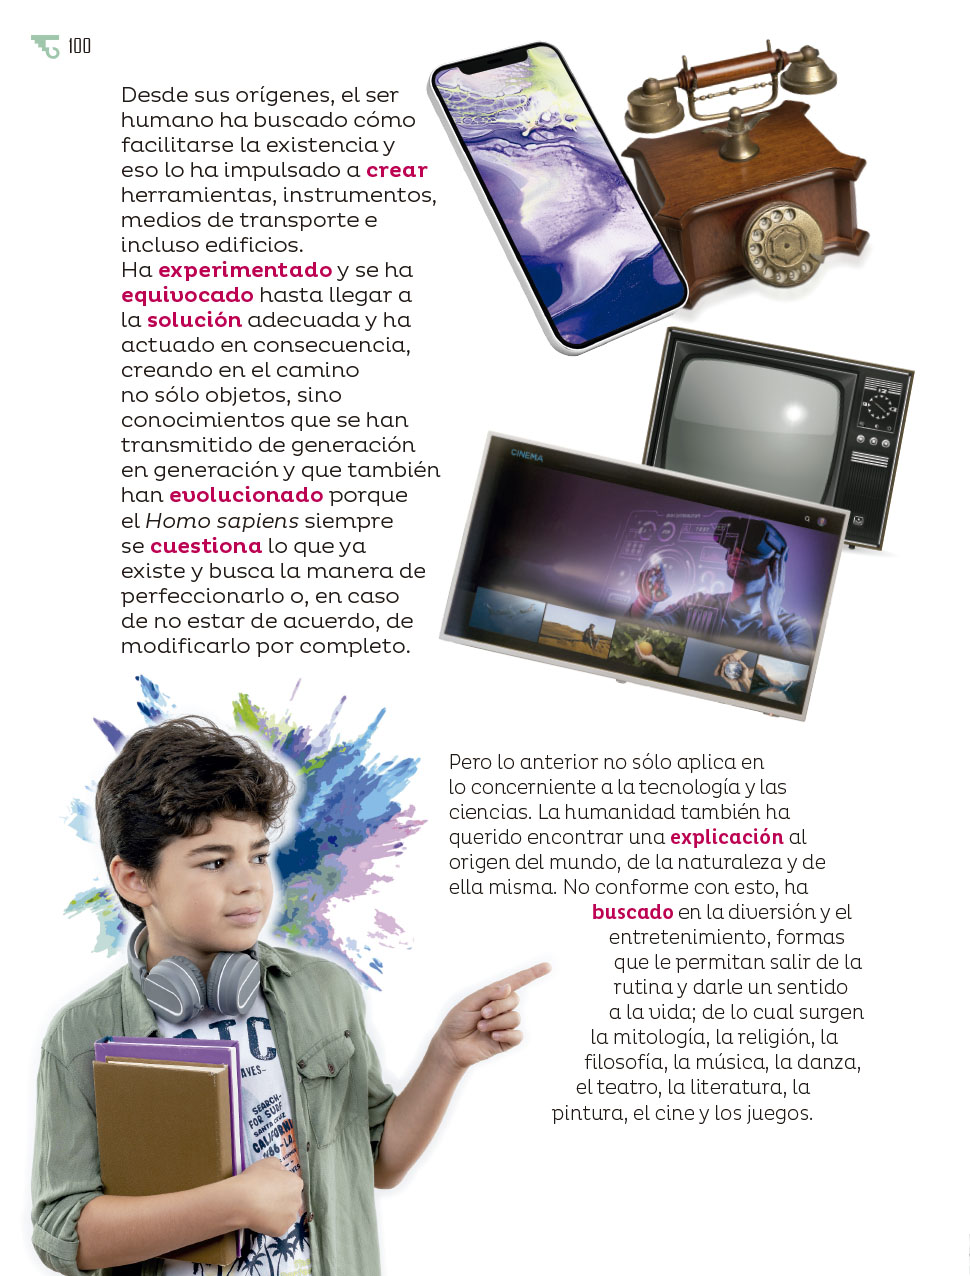 100
Desde sus orígenes, el ser
humano ha buscado cómo
facilitarse la existencia y
eso lo ha impulsado a crear
herramientas, instrumentos,
medios de transporte e
incluso edificios.
Ha experimentado y se ha
equivocado hasta llegar a
la solución adecuada y ha
actuado en consecuencia,
creando en el camino
no sólo objetos, sino
conocimientos que se han
transmitido de generación
en generación y que también
han evolucionado porque
el Homo sapiens siempre
se cuestiona lo que ya
existe y busca la manera de
perfeccionarlo o, en caso
de no estar de acuerdo, de
modificarlo por completo.
CINEMA
Pero lo anterior no sólo aplica en
lo concerniente a la tecnología y las
ciencias. La humanidad también ha
querido encontrar una explicación al
origen del mundo, de la naturaleza y de
ella misma. No conforme con esto, ha
buscado en la diversión y el
entretenimiento, formas
que le permitan salir de la
rutina y darle un sentido
a la vida; de lo cual surgen
la mitología, la religión, la
filosofía, la música, la danza,
el teatro, la literatura, la
pintura, el cine y los juegos.
SEARCH-
FOR SURF
SANTA CRUZ
CALIFORNIA